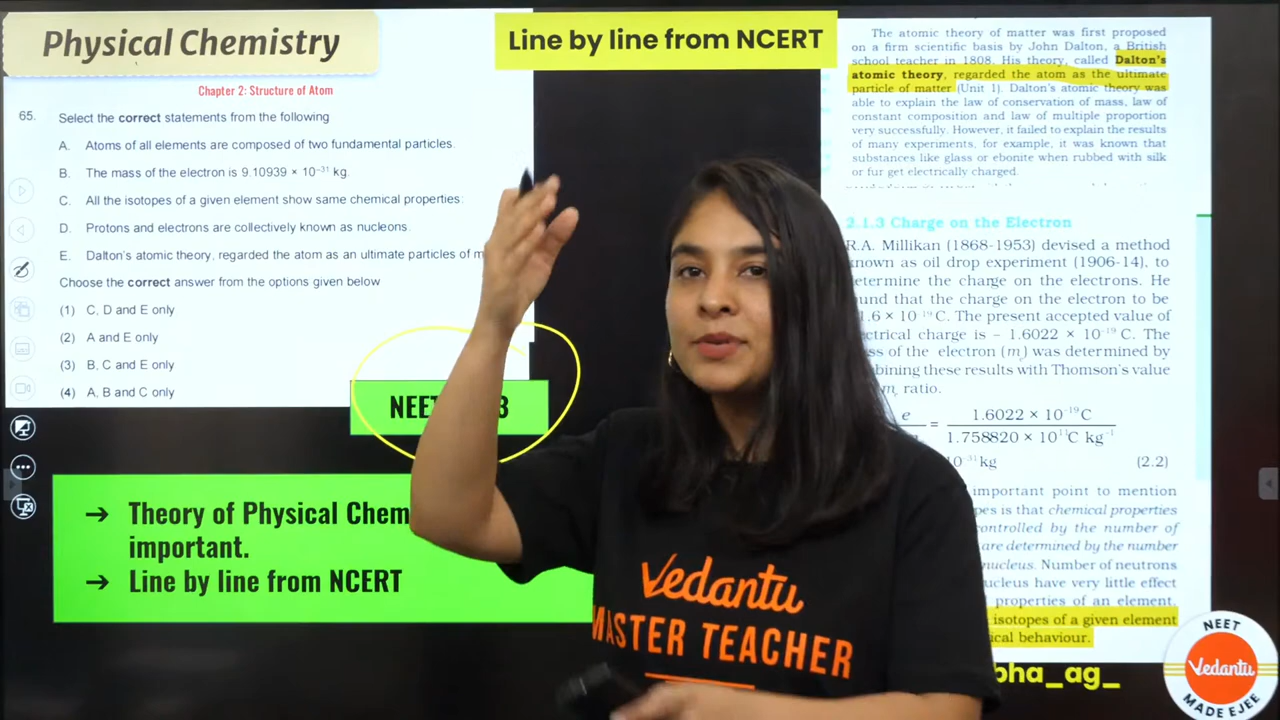 Physical Chemistry
Chapter 2: Structure of Atom
65. Select the correct statements from the following
A. Atoms of all elements are composed of two fundamental particles.
B. The mass of the electron is 9.10939 × 10⁻³¹ kg.
C. All the isotopes of a given element show same chemical properties.
D. Protons and electrons are collectively known as nucleons.
E. Dalton's atomic theory, regarded the atom as an ultimate particles of
Choose the correct answer from the options given below
(1) C, D and E only
(2) A and E only
(3) B, C and E only
(4) A, B and C only
→ Theory of Physical Chem
important.
→ Line by line from NCERT
Line by line from NCERT
The atomic theory of matter was first proposed
on a firm scientific basis by John Dalton, a British
school teacher in 1808. His theory, called Dalton's
atomic theory, regarded the atom as the ultimate
particle of matter (Unit 1). Dalton's atomic theory was
able to explain the law of conservation of mass, law of
constant composition and law of multiple proportion
very successfully. However, it failed to explain the results
of many experiments, for example, it was known that
substances like glass or ebonite when rubbed with silk
or fur get electrically charged.
2.1.3 Charge on the Electron
R.A. Millikan (1868-1953) devised a method
known as oil drop experiment (1906-14), to
etermine the charge on the electrons. He
und that the charge on the electron to be
1.6 × 10⁻¹⁹ C. The present accepted value of
ctrical charge is – 1.6022 × 10⁻¹⁹ C. The
ss of the electron (mₑ) was determined by
bining these results with Thomson's value
ratio.
e = 1.6022 × 10⁻¹⁹C
1.758820 × 10¹¹C kg⁻¹
10⁻³¹kg (2.2)
important point to mention
pes is that chemical properties
controlled by the number of
are determined by the number
nucleus. Number of neutrons
ucleus have very little effect
properties of an element.
isotopes of a given element
ical behaviour.
bha_ag_
Vedantu
MASTER TEACHER
NEET
Vedantu
MADE EJEE